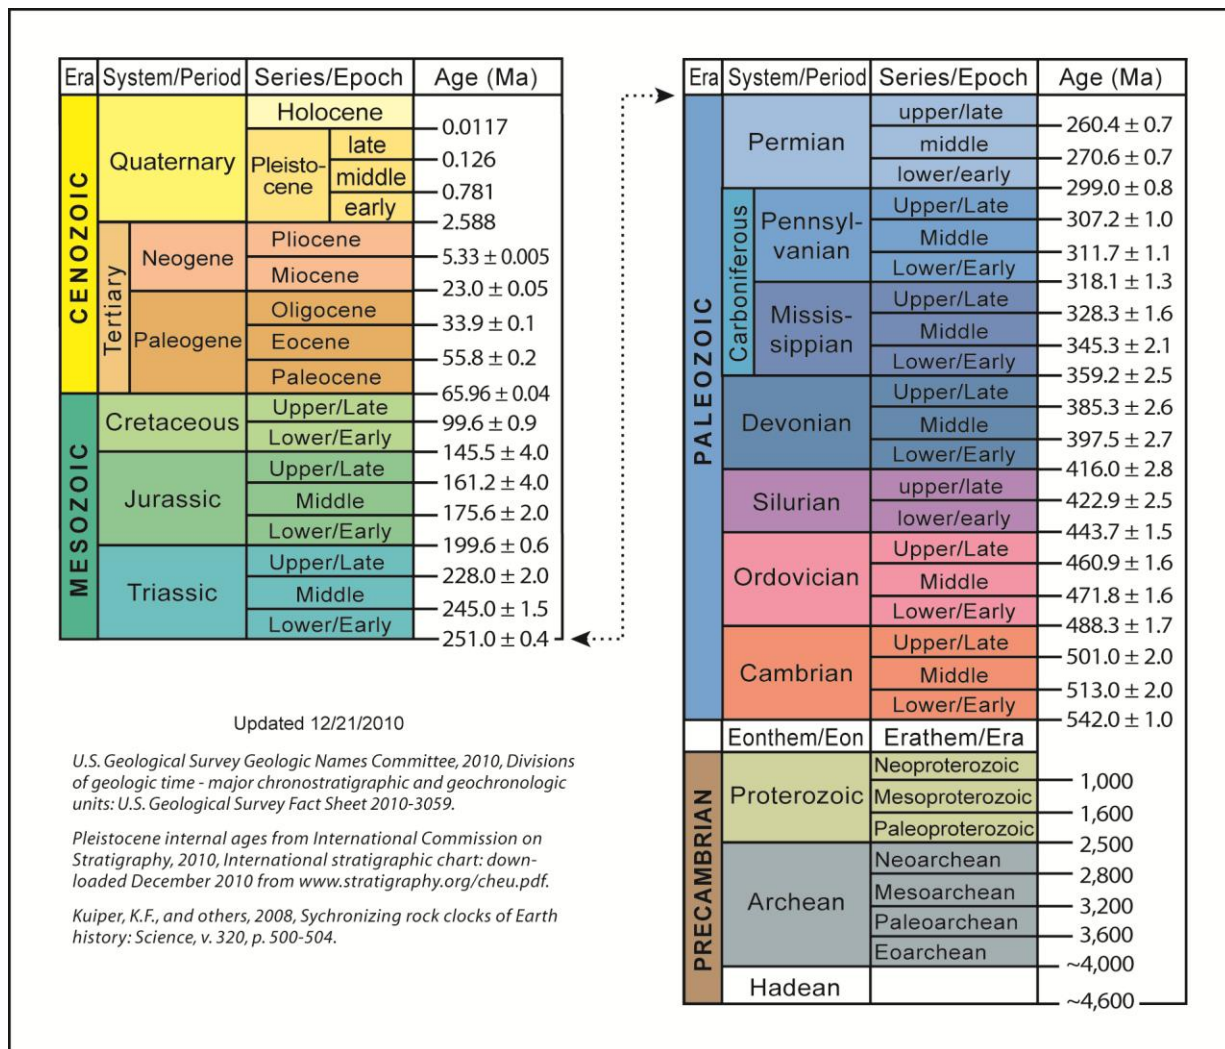 Era System/Period Series/Epoch Age (Ma)
CENOZOIC
Quaternary
Holocene
0.0117
Pleisto-
cene
late
0.126
middle
0.781
early
2.588
Tertiary
Neogene
Pliocene
5.33 ± 0.005
Miocene
23.0 ± 0.05
Paleogene
Oligocene
33.9 ± 0.1
Eocene
55.8 ± 0.2
Paleocene
65.96 ± 0.04
MESOZOIC
Cretaceous
Upper/Late
99.6 ± 0.9
Lower/Early
145.5 ± 4.0
Jurassic
Upper/Late
161.2 ± 4.0
Middle
175.6 ± 2.0
Lower/Early
199.6 ± 0.6
Triassic
Upper/Late
228.0 ± 2.0
Middle
245.0 ± 1.5
Lower/Early
251.0 ± 0.4
Updated 12/21/2010
U.S. Geological Survey Geologic Names Committee, 2010, Divisions
of geologic time - major chronostratigraphic and geochronologic
units: U.S. Geological Survey Fact Sheet 2010-3059.
Pleistocene internal ages from International Commission on
Stratigraphy, 2010, International stratigraphic chart: down-
loaded December 2010 from www.stratigraphy.org/cheu.pdf.
Kuiper, K.F., and others, 2008, Sychronizing rock clocks of Earth
history: Science, v. 320, p. 500-504.
Era System/Period Series/Epoch Age (Ma)
PALEOZOIC
Permian
upper/late
260.4 ± 0.7
middle
270.6 ± 0.7
lower/early
299.0 ± 0.8
Carboniferous
Pennsyl-
vanian
Upper/Late
307.2 ± 1.0
Middle
311.7 ± 1.1
Lower/Early
318.1 ± 1.3
Missis-
sippian
Upper/Late
328.3 ± 1.6
Middle
345.3 ± 2.1
Lower/Early
359.2 ± 2.5
Devonian
Upper/Late
385.3 ± 2.6
Middle
397.5 ± 2.7
Lower/Early
416.0 ± 2.8
Silurian
upper/late
422.9 ± 2.5
lower/early
443.7 ± 1.5
Ordovician
Upper/Late
460.9 ± 1.6
Middle
471.8 ± 1.6
Lower/Early
488.3 ± 1.7
Cambrian
Upper/Late
501.0 ± 2.0
Middle
513.0 ± 2.0
Lower/Early
542.0 ± 1.0
Eonthem/Eon Erathem/Era
PRECAMBRIAN
Proterozoic
Neoproterozoic
1,000
Mesoproterozoic
1,600
Paleoproterozoic
2,500
Archean
Neoarchean
2,800
Mesoarchean
3,200
Paleoarchean
3,600
Eoarchean
~4,000
Hadean
~4,600